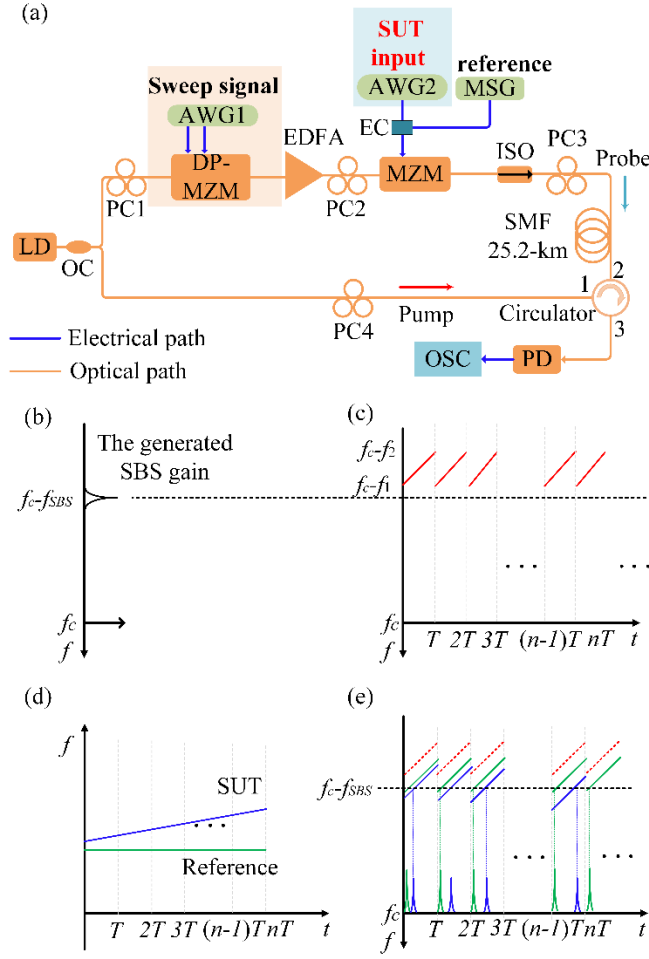 (a)
SUT
input
reference
Sweep signal
AWG2
MSG
AWG1
EDFA
EC
ISO
PC3
Probe
DP-
MZM
MZM
PC1
PC2
SMF
25.2-km
LD
OC
1
2
3
PC4
Pump
Circulator
Electrical path
Optical path
OSC
PD
(b)
The generated
SBS gain
fc-fSBS
fc
f
(c)
fc-f2
fc-f1
. . .
. . .
T 2T 3T (n-1)T nT t
(d)
f
SUT
. . .
Reference
T 2T 3T (n-1)T nT t
(e)
fc-fSBS
. . .
. . .
fc
f
T 2T 3T (n-1)T nT t